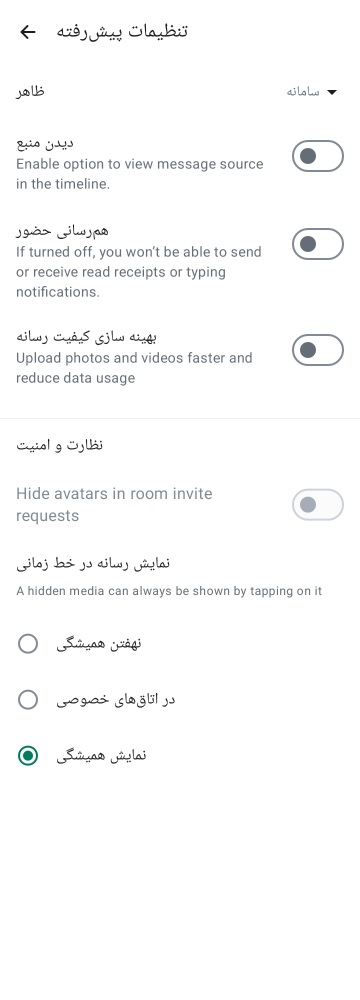 تنظیمات پیش‌رفته
ظاهر
سامانه
دیدن منبع
Enable option to view message source
in the timeline.
هم‌رسانی حضور
If turned off, you won’t be able to send
or receive read receipts or typing
notifications.
بهینه سازی کیفیت رسانه
Upload photos and videos faster and
reduce data usage
نظارت و امنیت
Hide avatars in room invite
requests
نمایش رسانه در خط زمانی
A hidden media can always be shown by tapping on it
نهفتن همیشگی
در اتاق‌های خصوصی
نمایش همیشگی